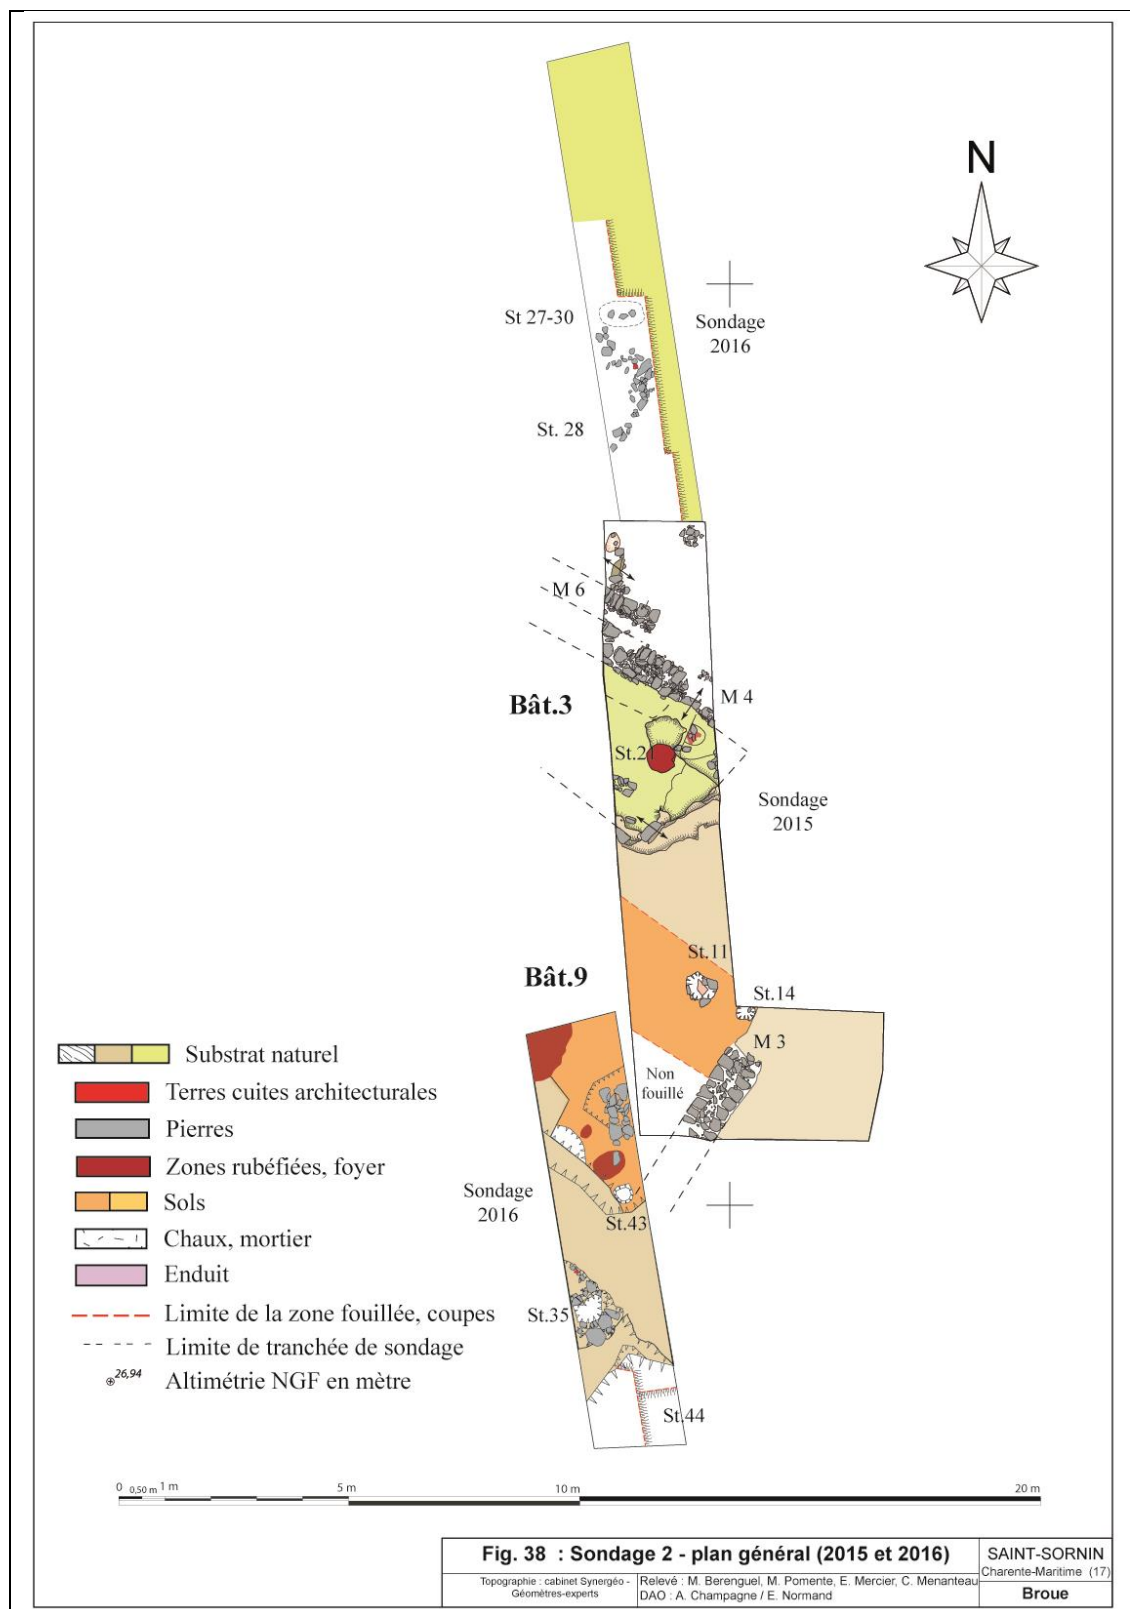 N
St 27-30
Sondage
2016
St. 28
M 6
M 4
Bât.3
St.21
Sondage
2015
St.11
Bât.9
St.14
M 3
Non
fouillé
Substrat naturel
Terres cuites architecturales
Pierres
Zones rubéfiées, foyer
Sols
Chaux, mortier
Enduit
Limite de la zone fouillée, coupes
Limite de tranchée de sondage
26,94
Altimétrie NGF en mètre
Sondage
2016
St.43
St.35
St.44
0 0,50 m 1 m 5 m 10 m 20 m
Fig. 38 : Sondage 2 - plan général (2015 et 2016)
Topographie : cabinet Synergéo -
Géomètres-experts
Relevé : M. Berenguel, M. Pomente, E. Mercier, C. Menanteau
DAO : A. Champagne / E. Normand
SAINT-SORNIN
Charente-Maritime (17)
Broue